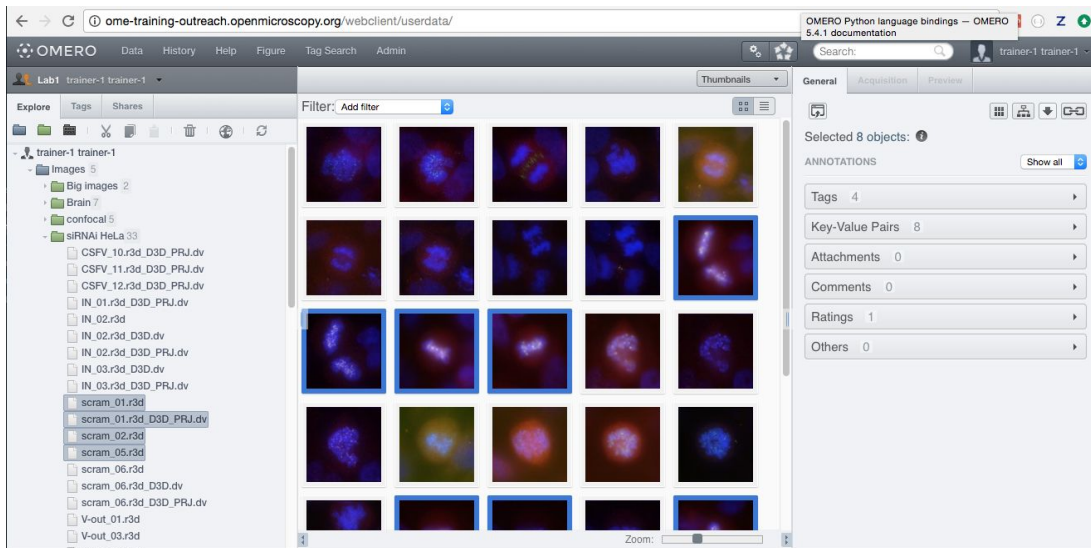 ome-training-outreach.openmicroscopy.org/webclient/userdata/
OMERO Python language bindings — OMERO
5.4.1 documentation
OMERO Data History Help Figure Tag Search Admin
Search:
trainer-1 trainer-1
Lab1 trainer-1 trainer-1
Thumbnails
General Acquisition Preview
Explore Tags Shares
Filter: Add filter
trainer-1 trainer-1
Images 5
Big images 2
Brain 7
confocal 5
siRNAi HeLa 33
CSFV_10.r3d_D3D_PRJ.dv
CSFV_11.r3d_D3D_PRJ.dv
CSFV_12.r3d_D3D_PRJ.dv
IN_01.r3d_D3D_PRJ.dv
IN_02.r3d
IN_02.r3d_D3D.dv
IN_02.r3d_D3D_PRJ.dv
IN_03.r3d_D3D.dv
IN_03.r3d_D3D_PRJ.dv
scram_01.r3d
scram_01.r3d_D3D_PRJ.dv
scram_02.r3d
scram_05.r3d
scram_06.r3d
scram_06.r3d_D3D.dv
scram_06.r3d_D3D_PRJ.dv
V-out_01.r3d
V-out_03.r3d
Zoom:
Selected 8 objects:
ANNOTATIONS
Show all
Tags 4
Key-Value Pairs 8
Attachments 0
Comments 0
Ratings 1
Others 0